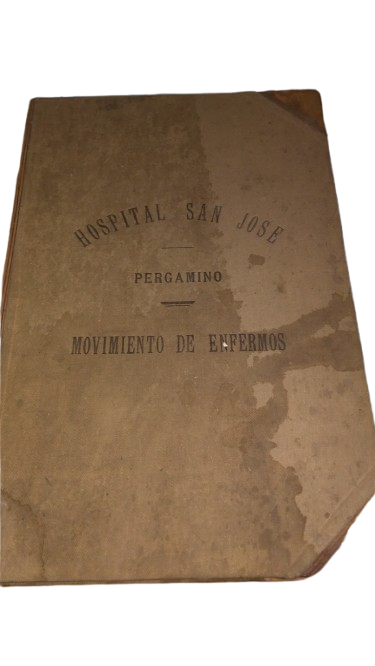 HOSPITAL SAN JOSE
PERGAMINO
MOVIMIENTO DE ENFERMOS